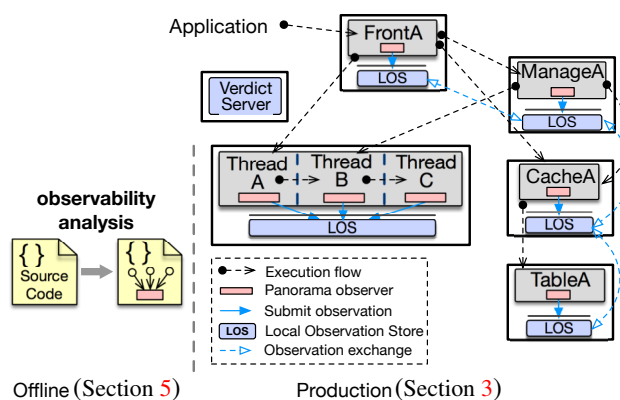 Application
FrontA
LOS
Verdict
Server
ManageA
LOS
Thread
A
Thread
B
Thread
C
LOS
CacheA
LOS
TableA
LOS
observability
analysis
{ }
Source
Code
{ }
Execution flow
Panorama observer
Submit observation
LOS Local Observation Store
Observation exchange
Offline (Section 5)
Production (Section 3)